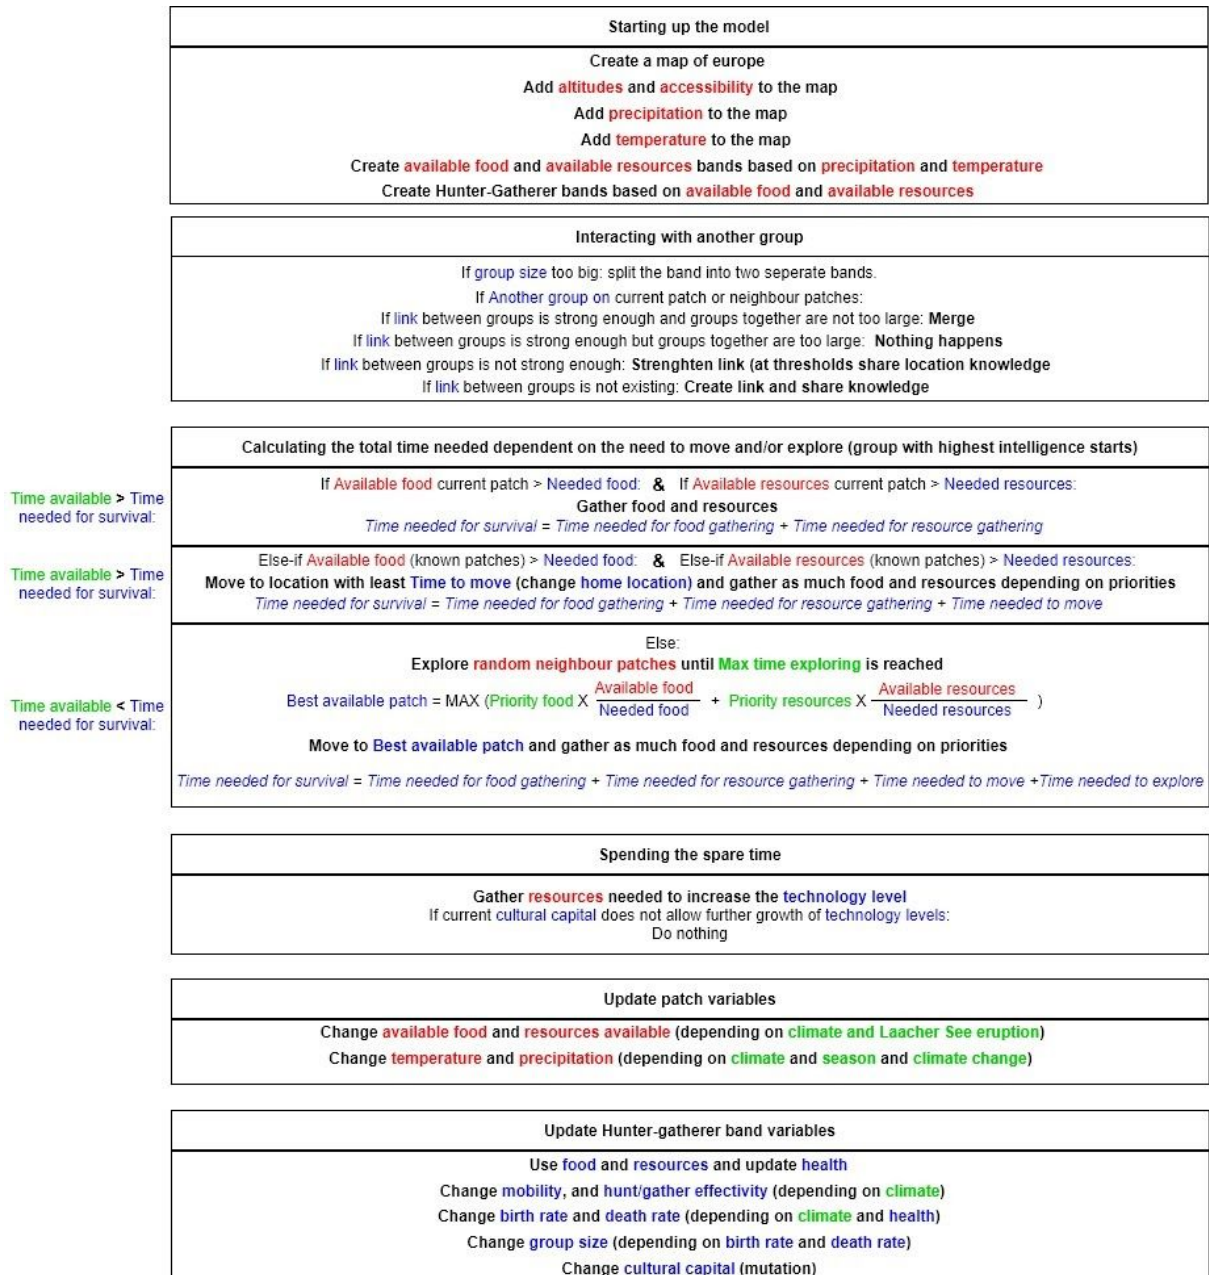 Starting up the model
Create a map of europe
Add altitudes and accessibility to the map
Add precipitation to the map
Add temperature to the map
Create available food and available resources bands based on precipitation and temperature
Create Hunter-Gatherer bands based on available food and available resources
Interacting with another group
If group size too big: split the band into two seperate bands.
If Another group on current patch or neighbour patches:
If link between groups is strong enough and groups together are not too large: Merge
If link between groups is strong enough but groups together are too large: Nothing happens
If link between groups is not strong enough: Strenghten link (at thresholds share location knowledge
If link between groups is not existing: Create link and share knowledge
Calculating the total time needed dependent on the need to move and/or explore (group with highest intelligence starts)
Time available > Time
needed for survival:
If Available food current patch > Needed food: & If Available resources current patch > Needed resources:
Gather food and resources
Time needed for survival = Time needed for food gathering + Time needed for resource gathering
Time available > Time
needed for survival:
Else-if Available food (known patches) > Needed food: & Else-if Available resources (known patches) > Needed resources:
Move to location with least Time to move (change home location) and gather as much food and resources depending on priorities
Time needed for survival = Time needed for food gathering + Time needed for resource gathering + Time needed to move
Time available < Time
needed for survival:
Else:
Explore random neighbour patches until Max time exploring is reached
Best available patch = MAX (Priority food X Available food / Needed food + Priority resources X Available resources / Needed resources )
Move to Best available patch and gather as much food and resources depending on priorities
Time needed for survival = Time needed for food gathering + Time needed for resource gathering + Time needed to move +Time needed to explore
Spending the spare time
Gather resources needed to increase the technology level
If current cultural capital does not allow further growth of technology levels:
Do nothing
Update patch variables
Change available food and resources available (depending on climate and Laacher See eruption)
Change temperature and precipitation (depending on climate and season and climate change)
Update Hunter-gatherer band variables
Use food and resources and update health
Change mobility, and hunt/gather effectivity (depending on climate)
Change birth rate and death rate (depending on climate and health)
Change group size (depending on birth rate and death rate)
Change cultural capital (mutation)